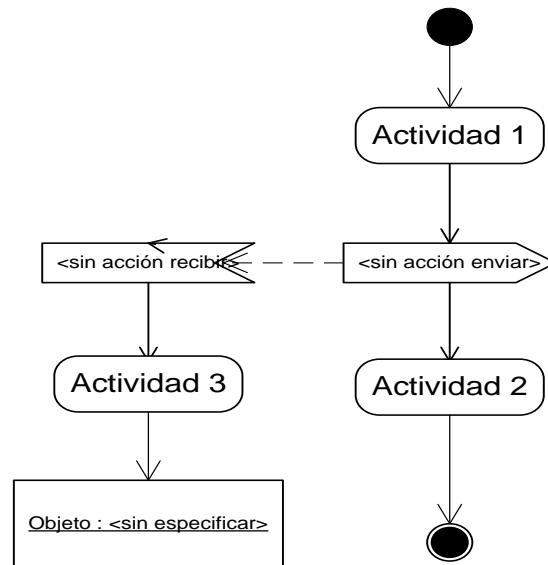 Actividad 1
<sin acción recibir>
<sin acción enviar>
Actividad 3
Actividad 2
Objeto : <sin especificar>